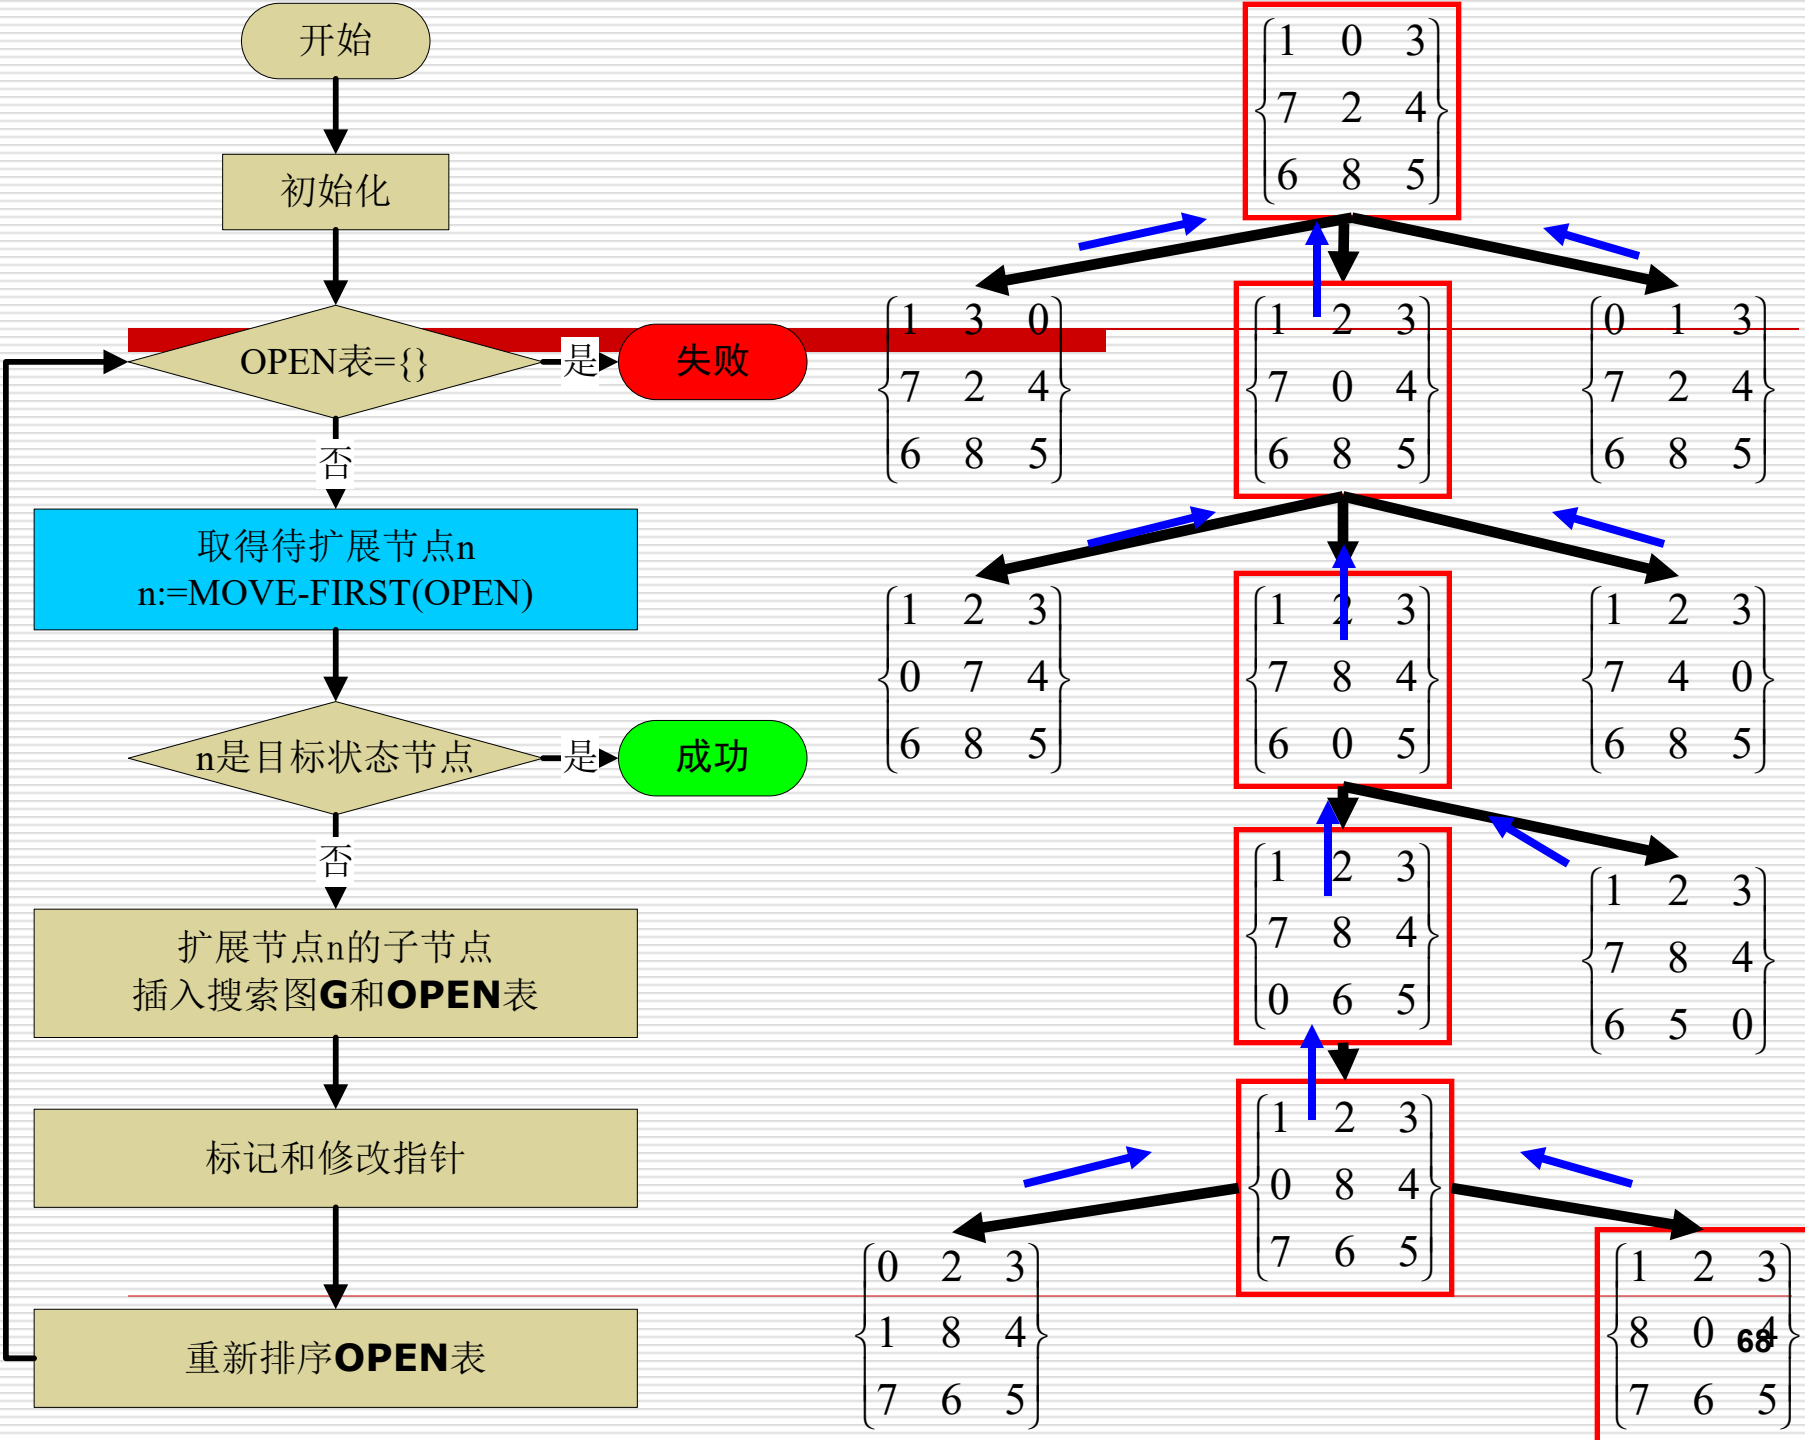 开始
初始化
OPEN表={}
是
失败
否
取得待扩展节点n
n:=MOVE-FIRST(OPEN)
n是目标状态节点
是
成功
否
扩展节点n的子节点
插入搜索图G和OPEN表
标记和修改指针
重新排序OPEN表
1 0 3
7 2 4
6 8 5
1 3 0
7 2 4
6 8 5
1 2 3
7 0 4
6 8 5
0 1 3
7 2 4
6 8 5
1 2 3
0 7 4
6 8 5
1 2 3
7 8 4
6 0 5
1 2 3
7 4 0
6 8 5
1 2 3
7 8 4
0 6 5
1 2 3
7 8 4
6 5 0
1 2 3
0 8 4
7 6 5
0 2 3
1 8 4
7 6 5
1 2 3
8 0 4
7 6 5
68